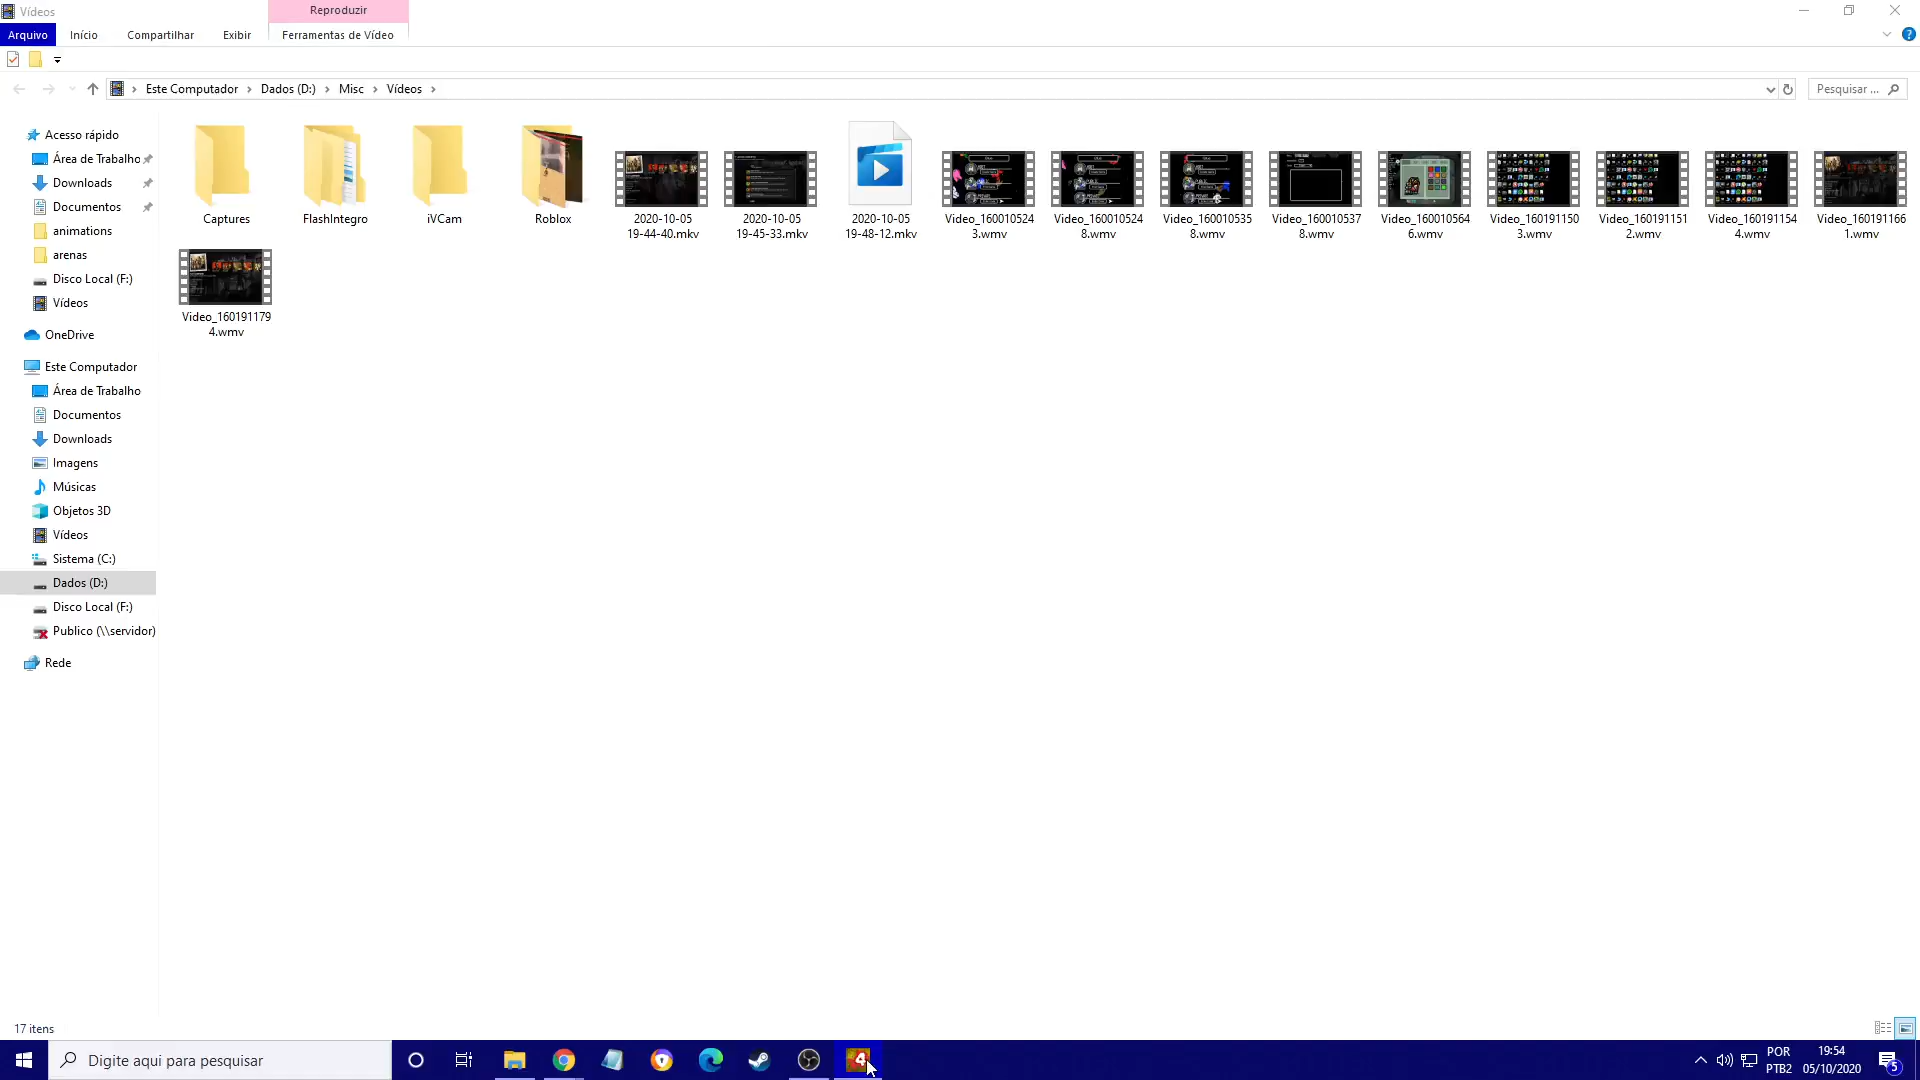 Vídeos
Reproduzir
Arquivo
Início
Compartilhar
Exibir
Ferramentas de Vídeo
Este Computador
Dados (D:)
Misc
Vídeos
Pesquisar ...
Acesso rápido
Área de Trabalho
Downloads
Documentos
animations
arenas
Disco Local (F:)
Vídeos
OneDrive
Este Computador
Área de Trabalho
Documentos
Downloads
Imagens
Músicas
Objetos 3D
Vídeos
Sistema (C:)
Dados (D:)
Disco Local (F:)
Publico (\\servidor)
Rede
Captures
FlashIntegro
iVCam
Roblox
2020-10-05
19-44-40.mkv
2020-10-05
19-45-33.mkv
2020-10-05
19-48-12.mkv
Video_160010524
3.wmv
Video_160010524
8.wmv
Video_160010535
8.wmv
Video_160010537
8.wmv
Video_160010564
6.wmv
Video_160191150
3.wmv
Video_160191151
2.wmv
Video_160191154
4.wmv
Video_160191166
1.wmv
Video_160191179
4.wmv
17 itens
Digite aqui para pesquisar
4
POR
PTB2
19:54
05/10/2020
5